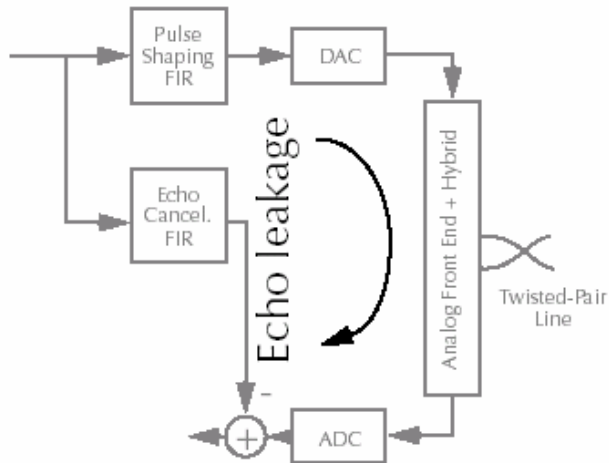 Pulse
Shaping
FIR
DAC
Echo leakage
Analog Front End + Hybrid
Echo
Cancel.
FIR
Twisted-Pair
Line
-
+
ADC